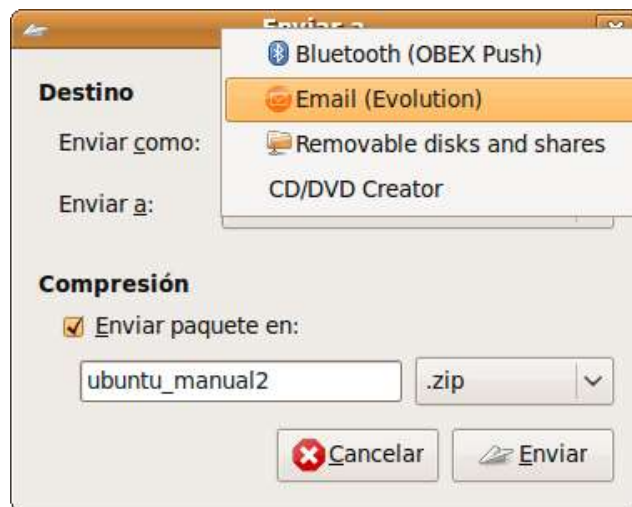 Enviar a
Bluetooth (OBEX Push)
Destino
Email (Evolution)
Enviar como:
Removable disks and shares
CD/DVD Creator
Enviar a:
Compresión
Enviar paquete en:
ubuntu_manual2
.zip
Cancelar
Enviar